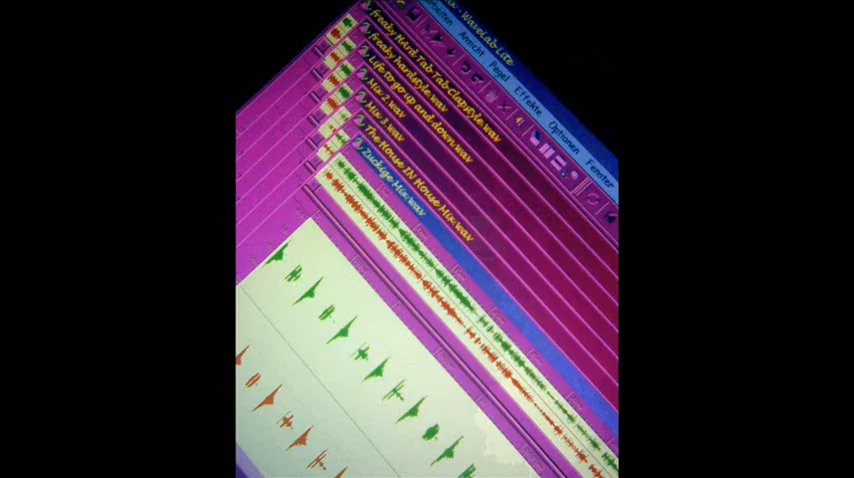 - WaveLab Lite
Ansicht Pegel Effekte Optionen Fenster
freaky HArd Tab Tab Clapstyle.wav
freaky hardstyle.wav
Life to go up and down.wav
Mix 2.wav
Mix 3.wav
The House IN House Mix.wav
Zuckige Mix.wav